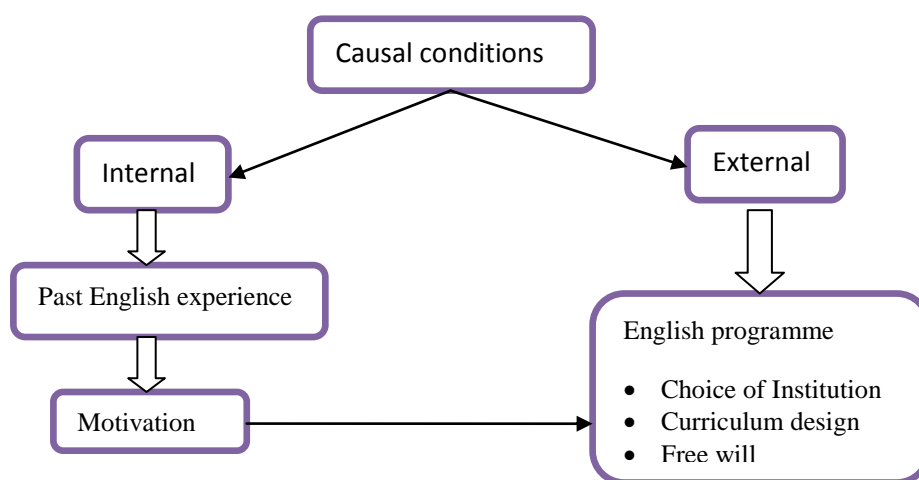 Causal conditions
Internal
External
Past English experience
Motivation
English programme
• Choice of Institution
• Curriculum design
• Free will